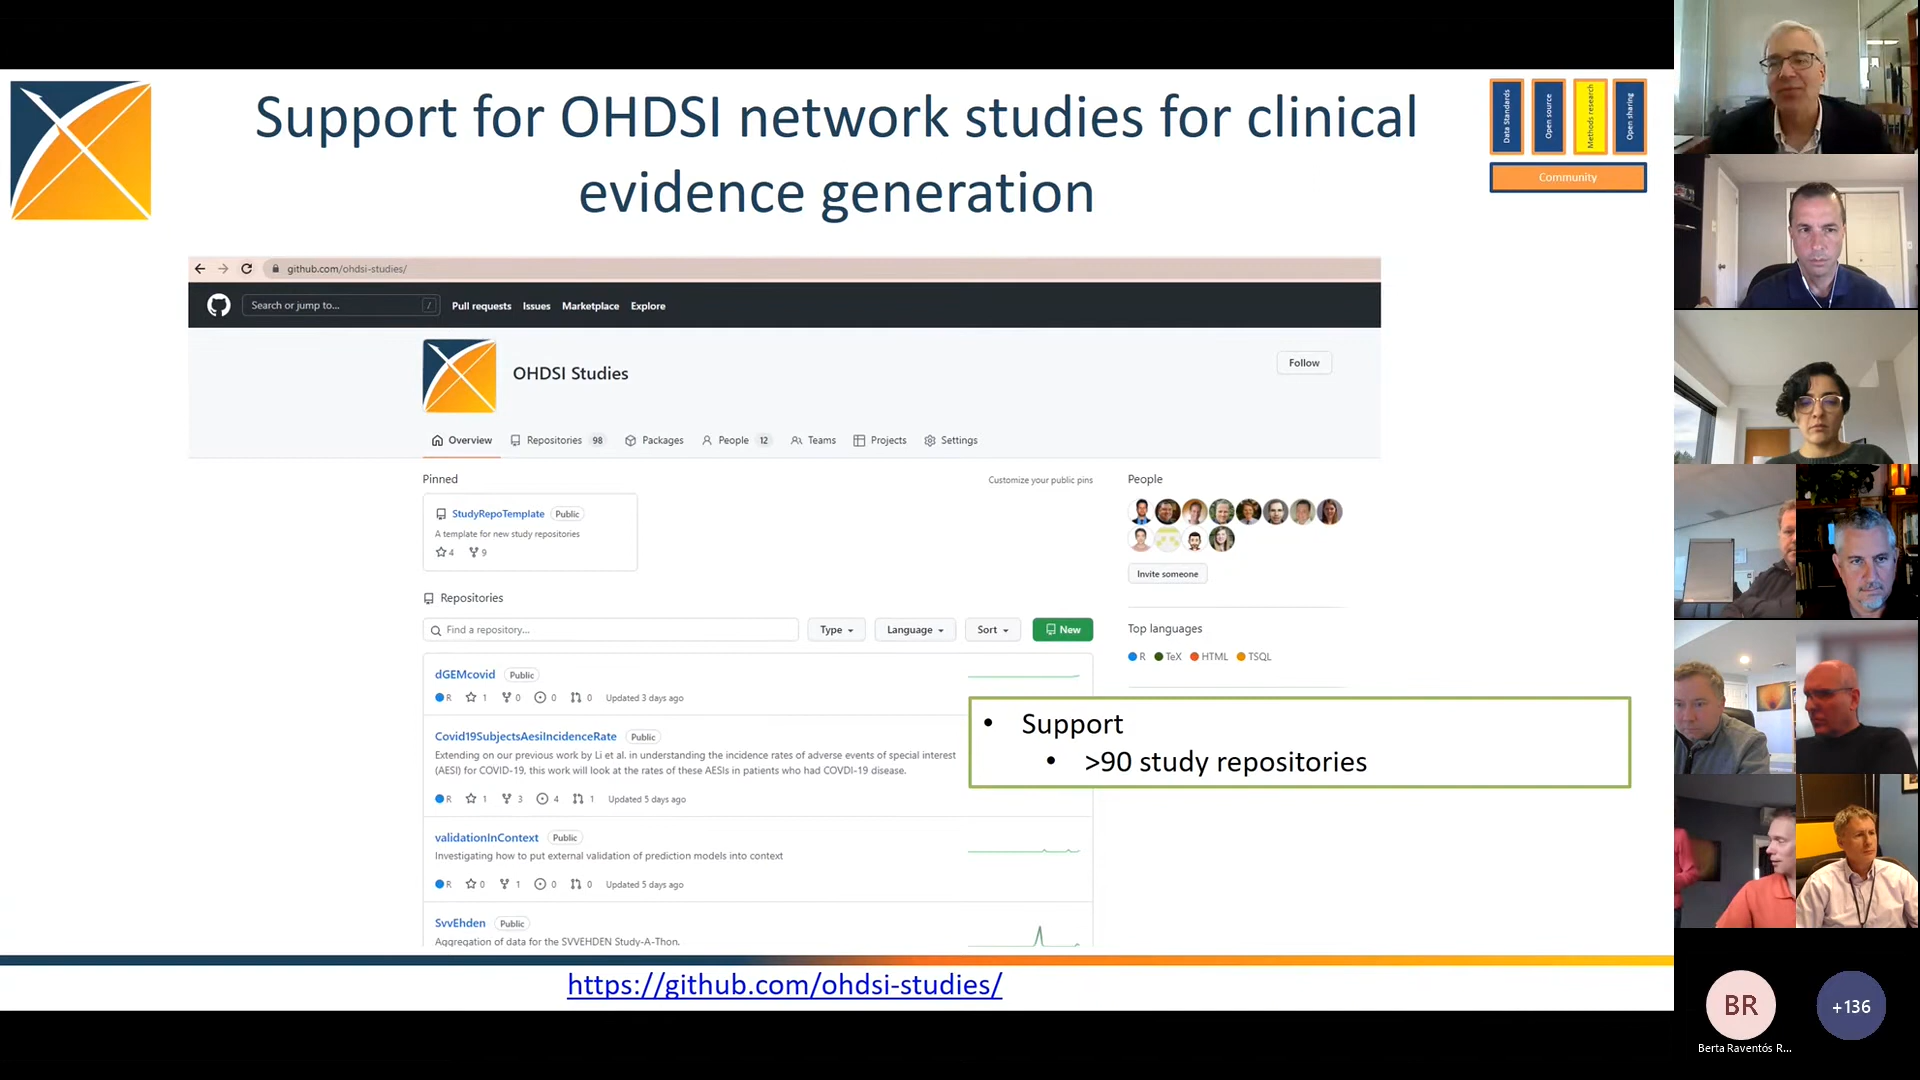 Support for OHDSI network studies for clinical
evidence generation
Data Standards
Open source
Methods research
Open sharing
Community
github.com/ohdsi-studies/
Search or jump to... /
Pull requests Issues Marketplace Explore
OHDSI Studies
Follow
Overview Repositories 98 Packages People 12 Teams Projects Settings
Pinned
Customize your public pins
StudyRepoTemplate Public
A template for new study repositories
4 9
People
Invite someone
Repositories
Find a repository...
Type Language Sort New
Top languages
R TeX HTML TSQL
dGEMcovid Public
R 1 0 0 0 Updated 3 days ago
Covid19SubjectsAesiIncidenceRate Public
Extending on our previous work by Li et al. in understanding the incidence rates of adverse events of special interest
(AESI) for COVID-19, this work will look at the rates of these AESIs in patients who had COVDI-19 disease.
R 1 3 4 1 Updated 5 days ago
• Support
• >90 study repositories
validationInContext Public
Investigating how to put external validation of prediction models into context
R 0 1 0 0 Updated 5 days ago
SvvEhden Public
Aggregation of data for the SVVEHDEN Study-A-Thon.
https://github.com/ohdsi-studies/
BR
+136
Berta Raventós R...